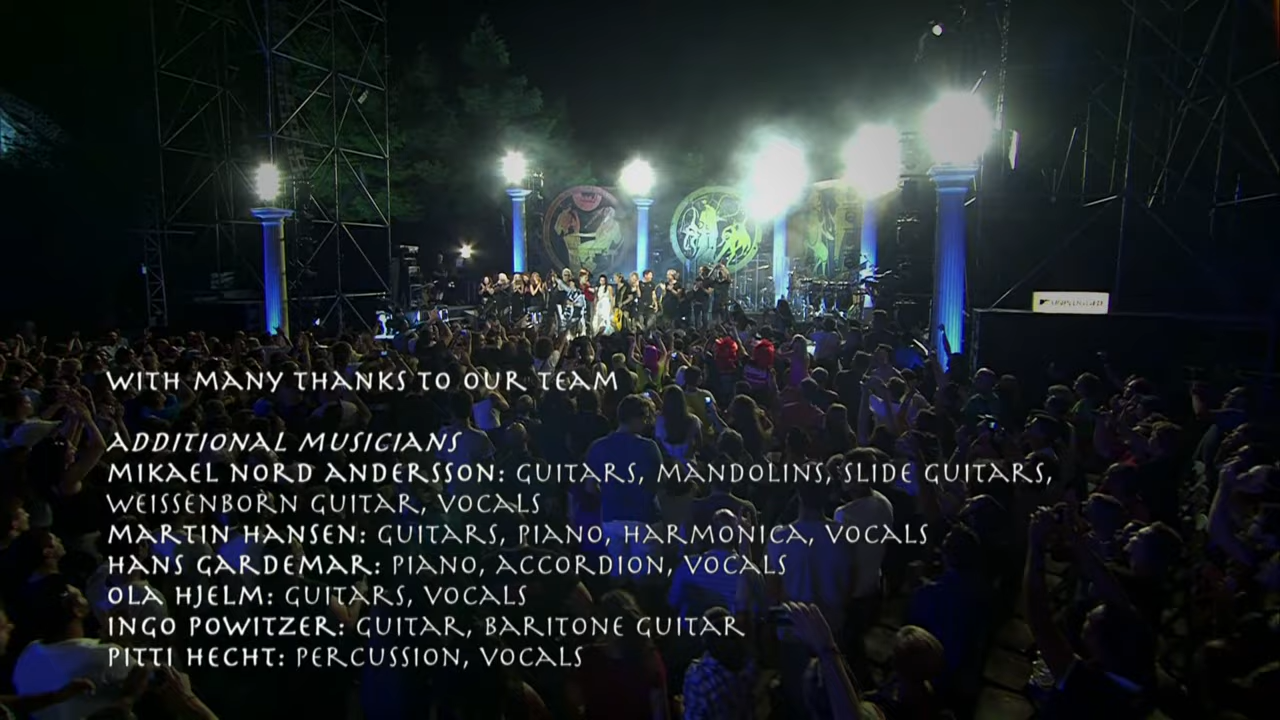 UNPLUGGED
WITH MANY THANKS TO OUR TEAM
ADDITIONAL MUSICIANS
MIKAEL NORD ANDERSSON: GUITARS, MANDOLINS, SLIDE GUITARS,
WEISSENBORN GUITAR, VOCALS
MARTIN HANSEN: GUITARS, PIANO, HARMONICA, VOCALS
HANS GARDEMAR: PIANO, ACCORDION, VOCALS
OLA HJELM: GUITARS, VOCALS
INGO POWITZER: GUITAR, BARITONE GUITAR
PITTI HECHT: PERCUSSION, VOCALS